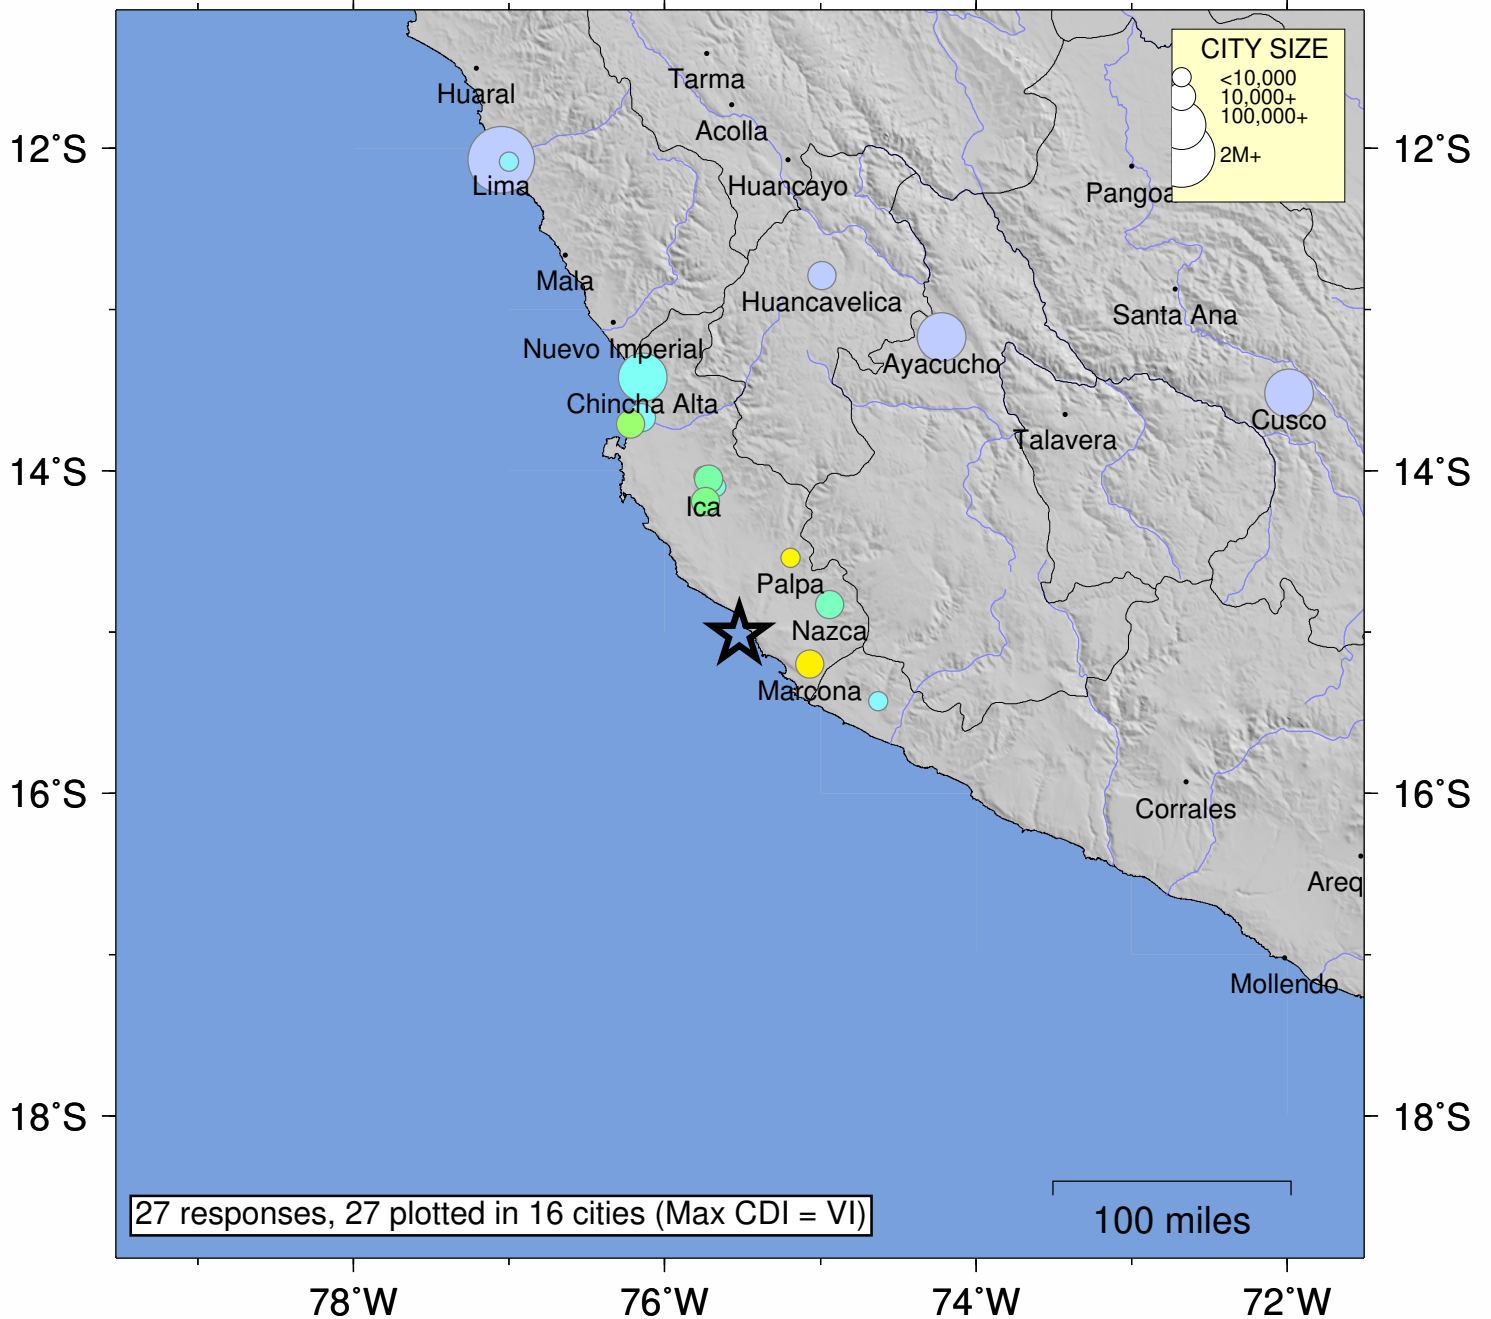 CITY SIZE
<10,000
10,000+
100,000+
2M+
Tarma
Huaral
Acolla
12°S
12°S
Lima
Huancayo
Pangoa
Mala
Huancavelica
Santa Ana
Nuevo Imperial
Ayacucho
Chincha Alta
Cusco
Talavera
14°S
14°S
Ica
Palpa
Nazca
Marcona
16°S
16°S
Corrales
Areq
Mollendo
18°S
18°S
27 responses, 27 plotted in 16 cities (Max CDI = VI)
100 miles
78°W
76°W
74°W
72°W